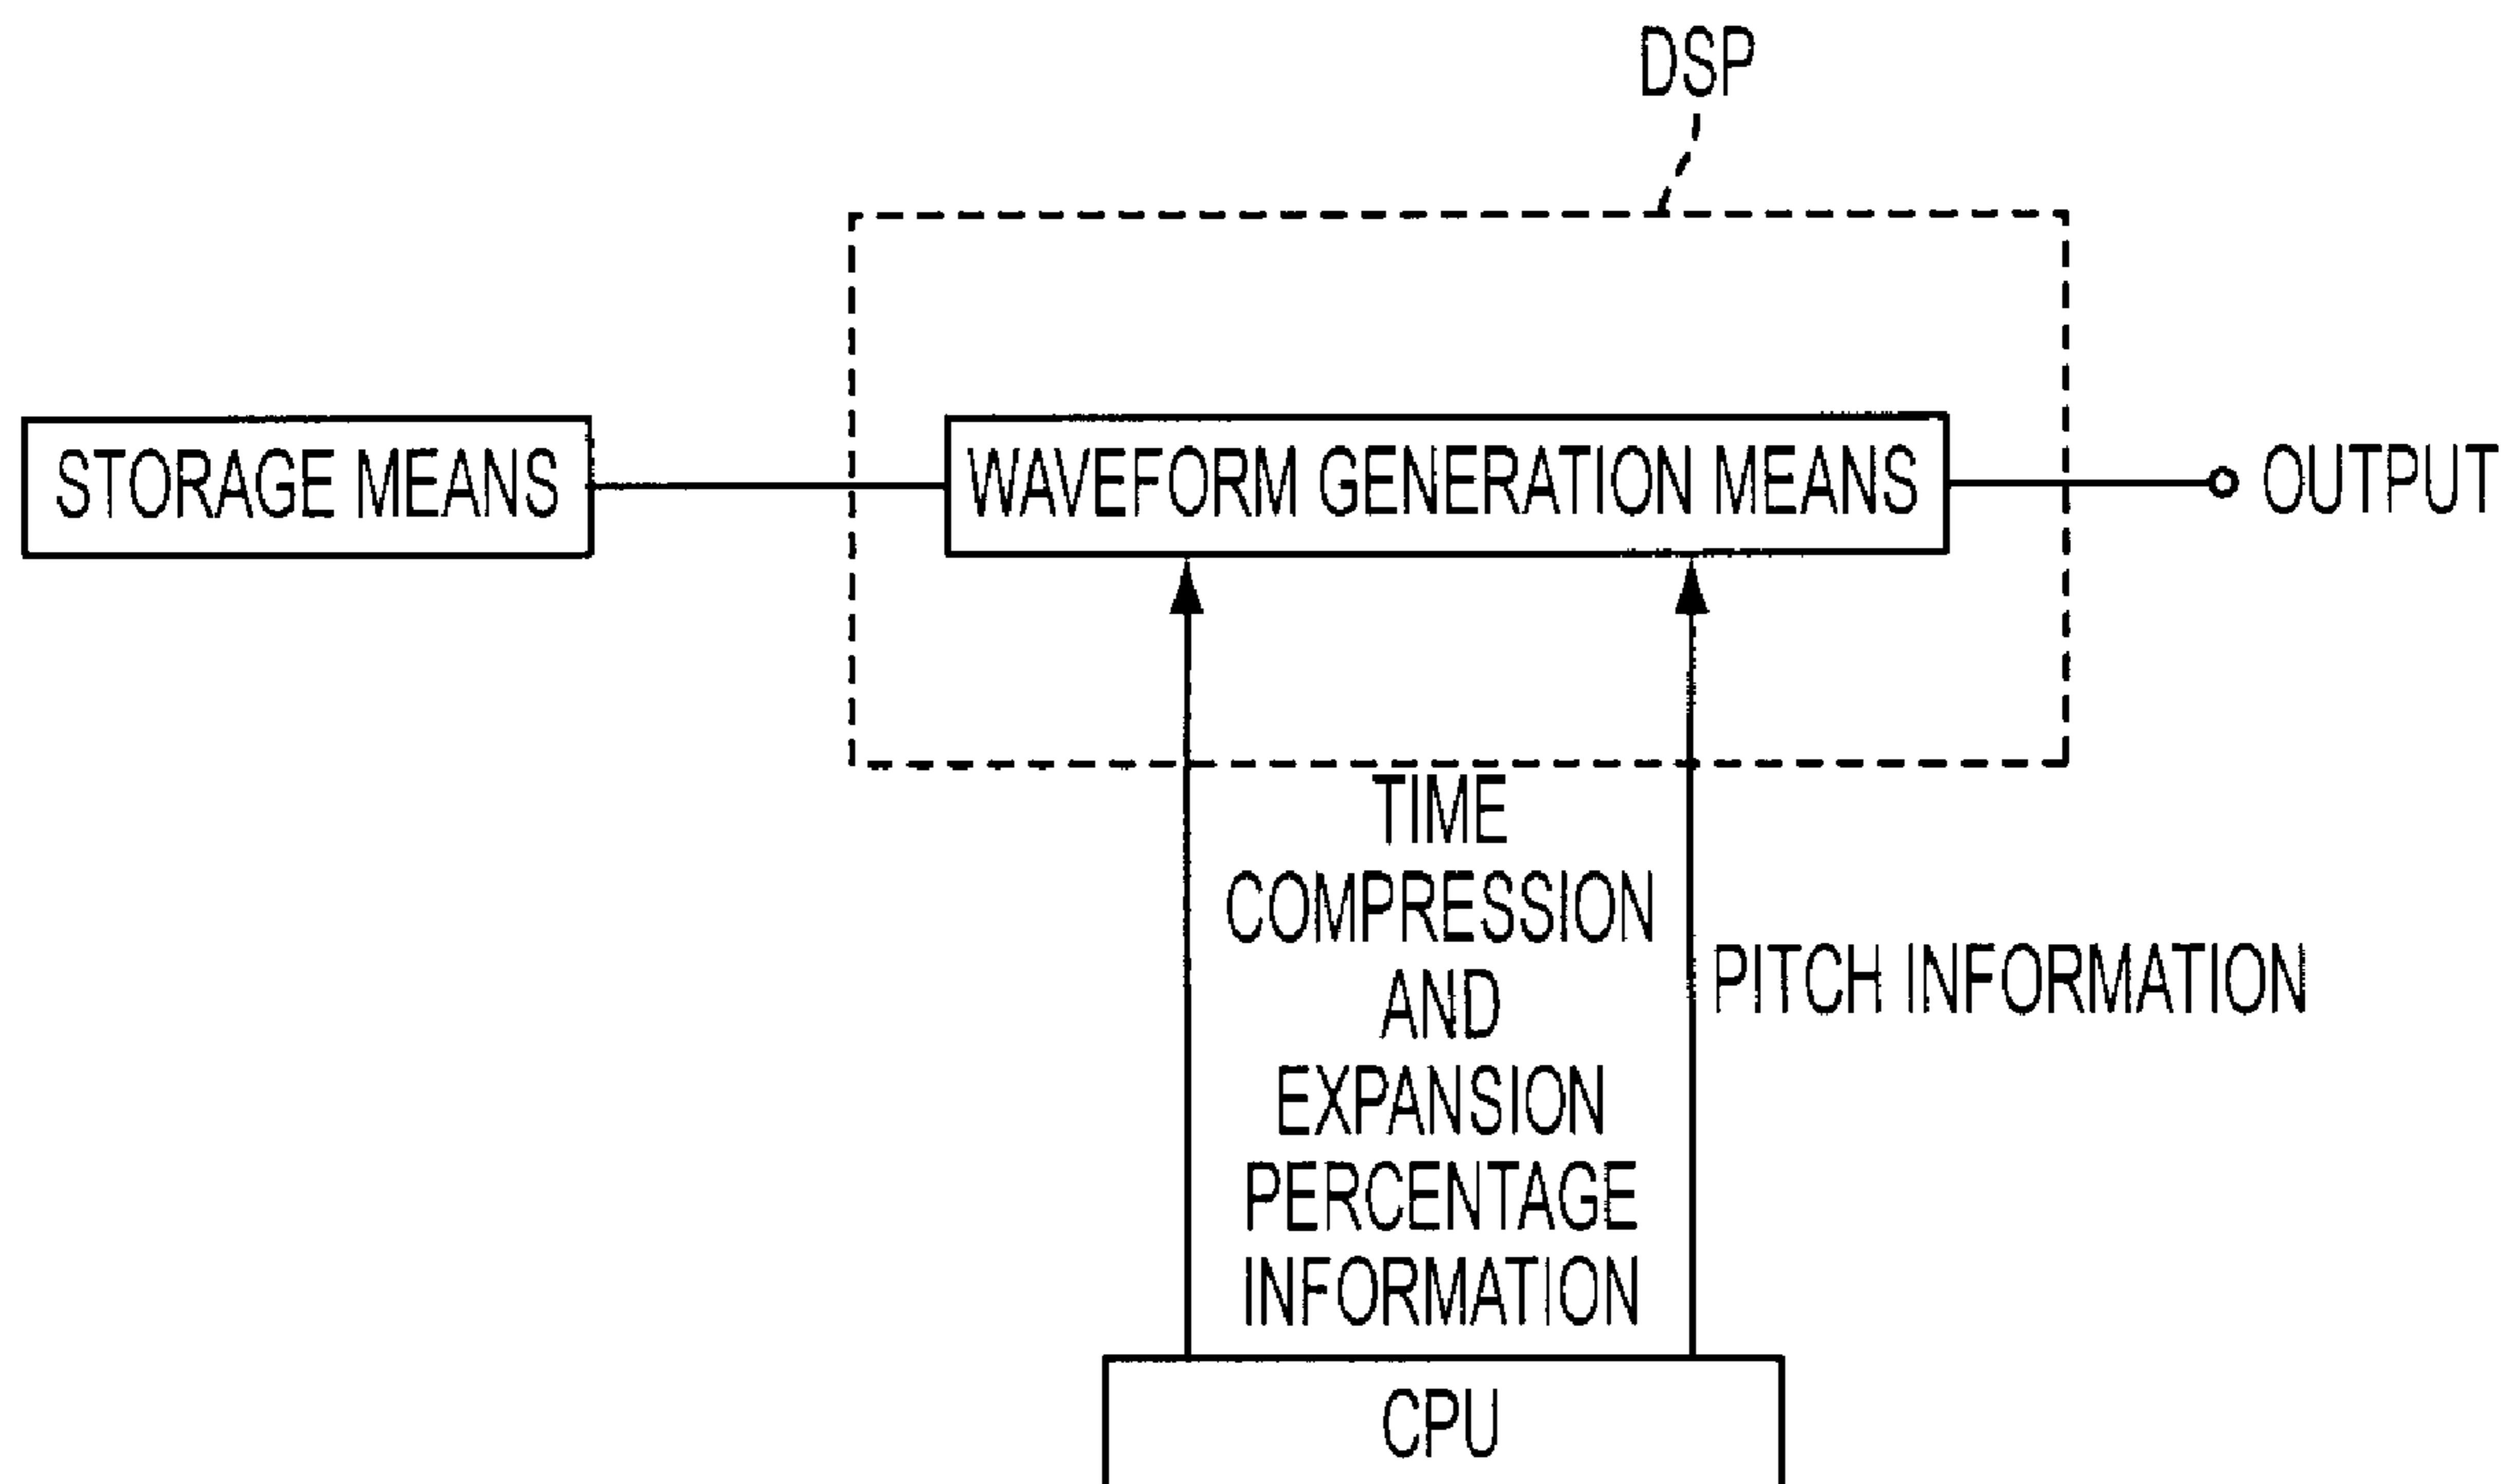 DSP
STORAGE MEANS
WAVEFORM GENERATION MEANS
OUTPUT
TIME
COMPRESSION
AND
EXPANSION
PERCENTAGE
INFORMATION
PITCH INFORMATION
CPU